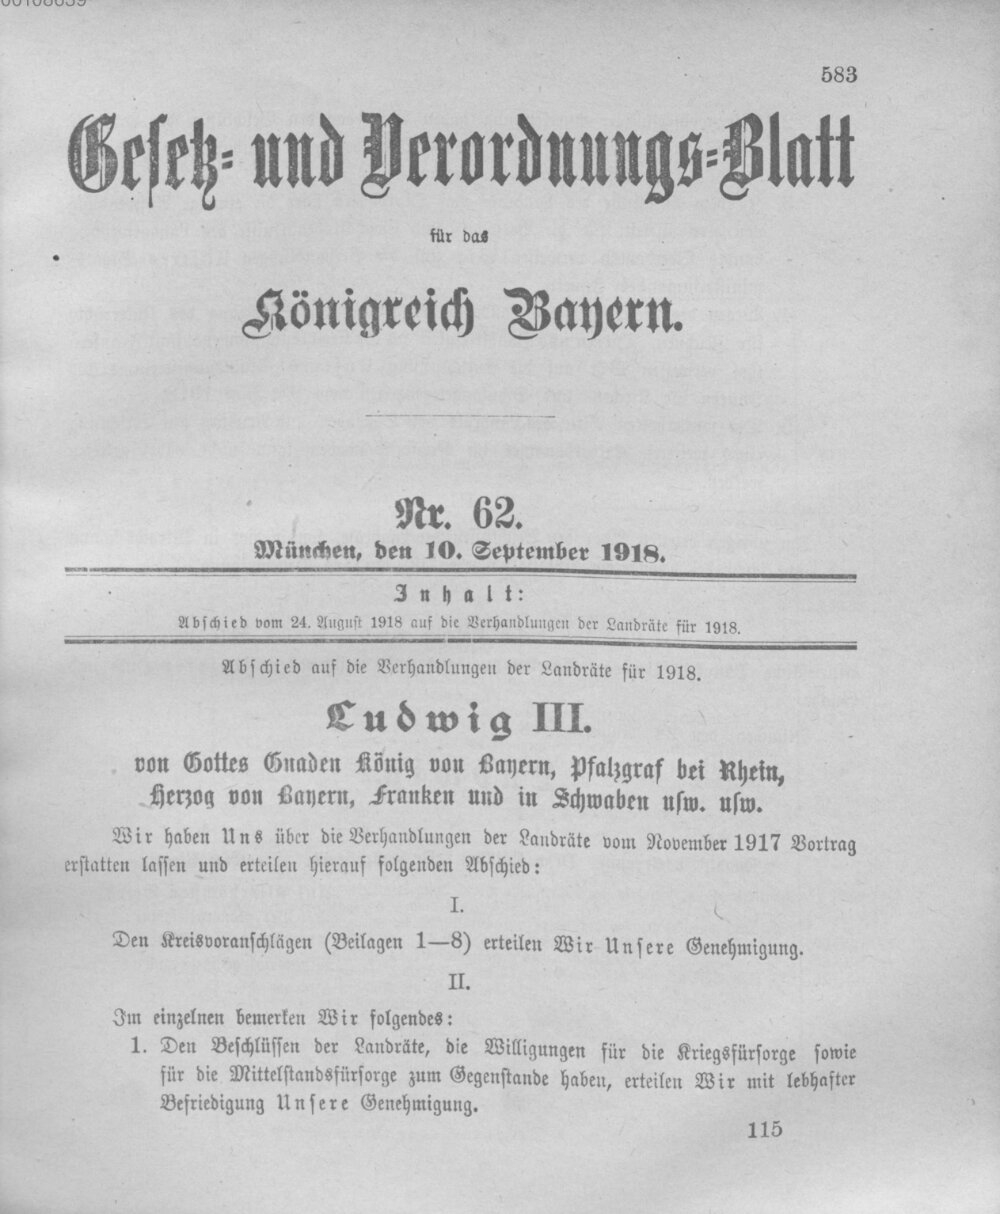 00108659
583
Gesetz- und Verordnungs-Blatt
für das
Königreich Bayern.
Nr. 62.
München, den 10. September 1918.
Inhalt:
Abschied vom 24. August 1918 auf die Verhandlungen der Landräte für 1918.
Abschied auf die Verhandlungen der Landräte für 1918.
Ludwig III.
von Gottes Gnaden König von Bayern, Pfalzgraf bei Rhein,
Herzog von Bayern, Franken und in Schwaben usw. usw.
Wir haben Uns über die Verhandlungen der Landräte vom November 1917 Vortrag
erstatten lassen und erteilen hierauf folgenden Abschied:
I.
Den Kreisvoranschlägen (Beilagen 1—8) erteilen Wir Unsere Genehmigung.
II.
Im einzelnen bemerken Wir folgendes:
1. Den Beschlüssen der Landräte, die Willigungen für die Kriegsfürsorge sowie
für die Mittelstandsfürsorge zum Gegenstande haben, erteilen Wir mit lebhafter
Befriedigung Unsere Genehmigung.
115